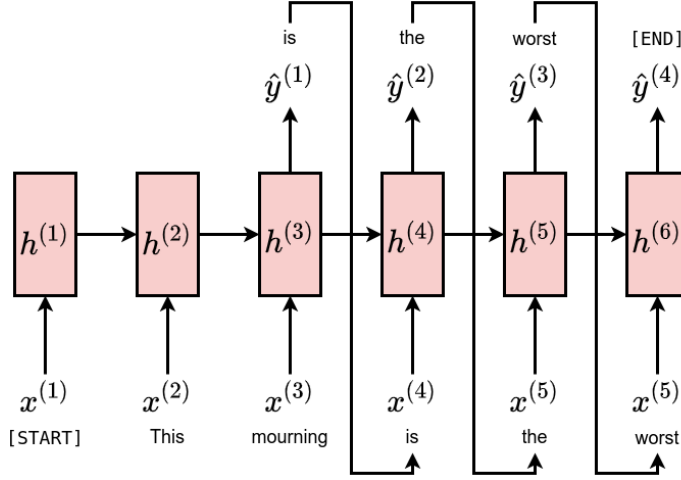 is the worst [END]
ŷ⁽¹⁾ ŷ⁽²⁾ ŷ⁽³⁾ ŷ⁽⁴⁾
h⁽¹⁾ h⁽²⁾ h⁽³⁾ h⁽⁴⁾ h⁽⁵⁾ h⁽⁶⁾
x⁽¹⁾ x⁽²⁾ x⁽³⁾ x⁽⁴⁾ x⁽⁵⁾ x⁽⁵⁾
[START] This mourning is the worst